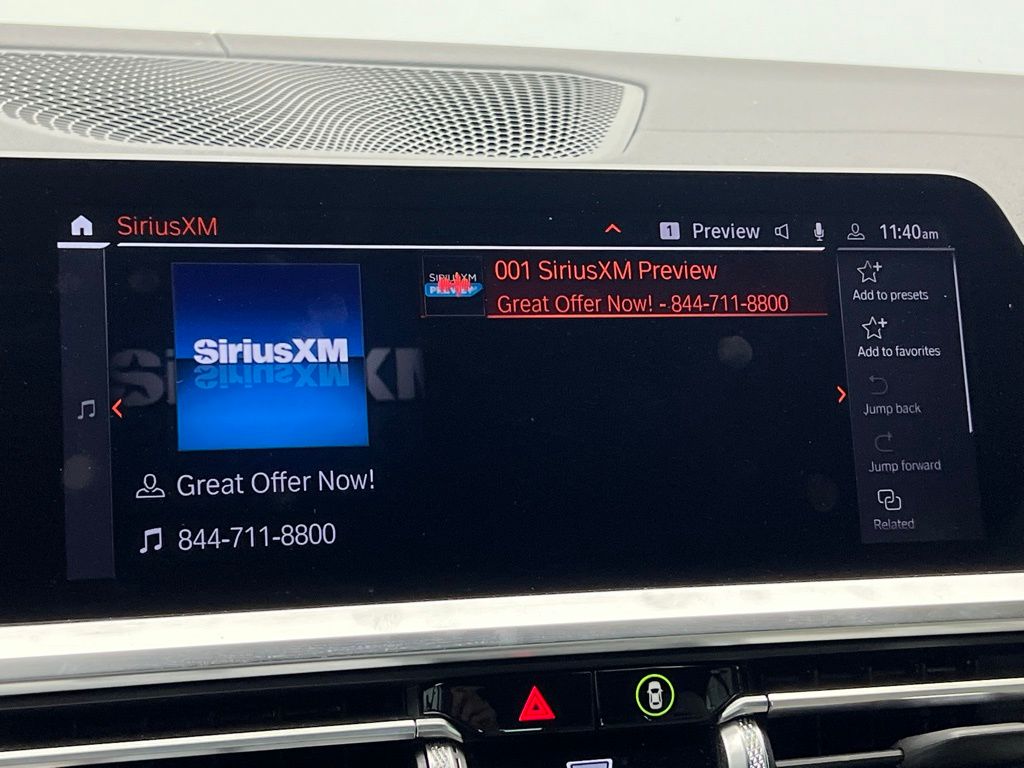 SiriusXM
1 Preview
11:40am
SiriusXM
001 SiriusXM Preview
Great Offer Now! - 844-711-8800
SIRIUSXM
PREVIEW
Great Offer Now!
844-711-8800
Add to presets
Add to favorites
Jump back
Jump forward
Related